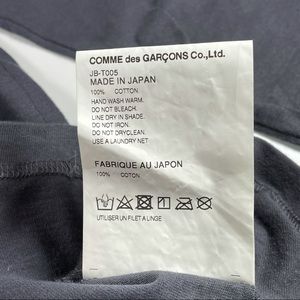 COMME des GARÇONS Co.,Ltd.
JB-T005
MADE IN JAPAN
100% COTTON
HAND WASH WARM.
DO NOT BLEACH.
LINE DRY IN SHADE.
DO NOT IRON.
DO NOT DRYCLEAN.
USE A LAUNDRY NET
FABRIQUE AU JAPON
100% COTON
UTILISER UN FILET A LINGE